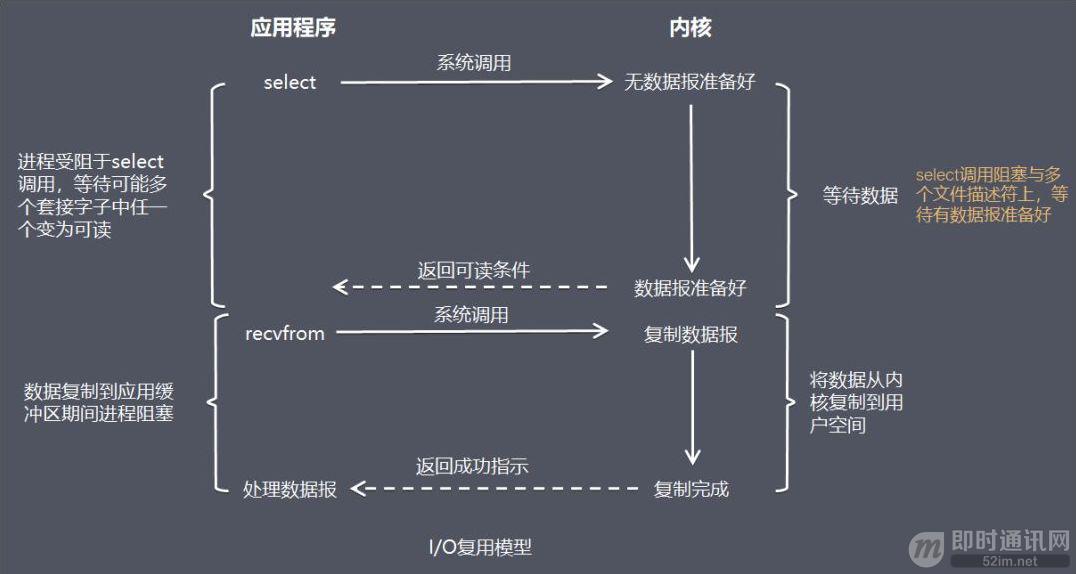 应用程序
内核
系统调用
select
无数据报准备好
进程受阻于select
调用，等待可能多
个套接字子中任一
个变为可读
等待数据
select调用阻塞与多
个文件描述符上，等
待有数据报准备好
返回可读条件
数据报准备好
系统调用
recvfrom
复制数据报
数据复制到应用缓
冲区期间进程阻塞
将数据从内
核复制到用
户空间
返回成功指示
处理数据报
复制完成
I/O复用模型
即时通讯网
52im.net